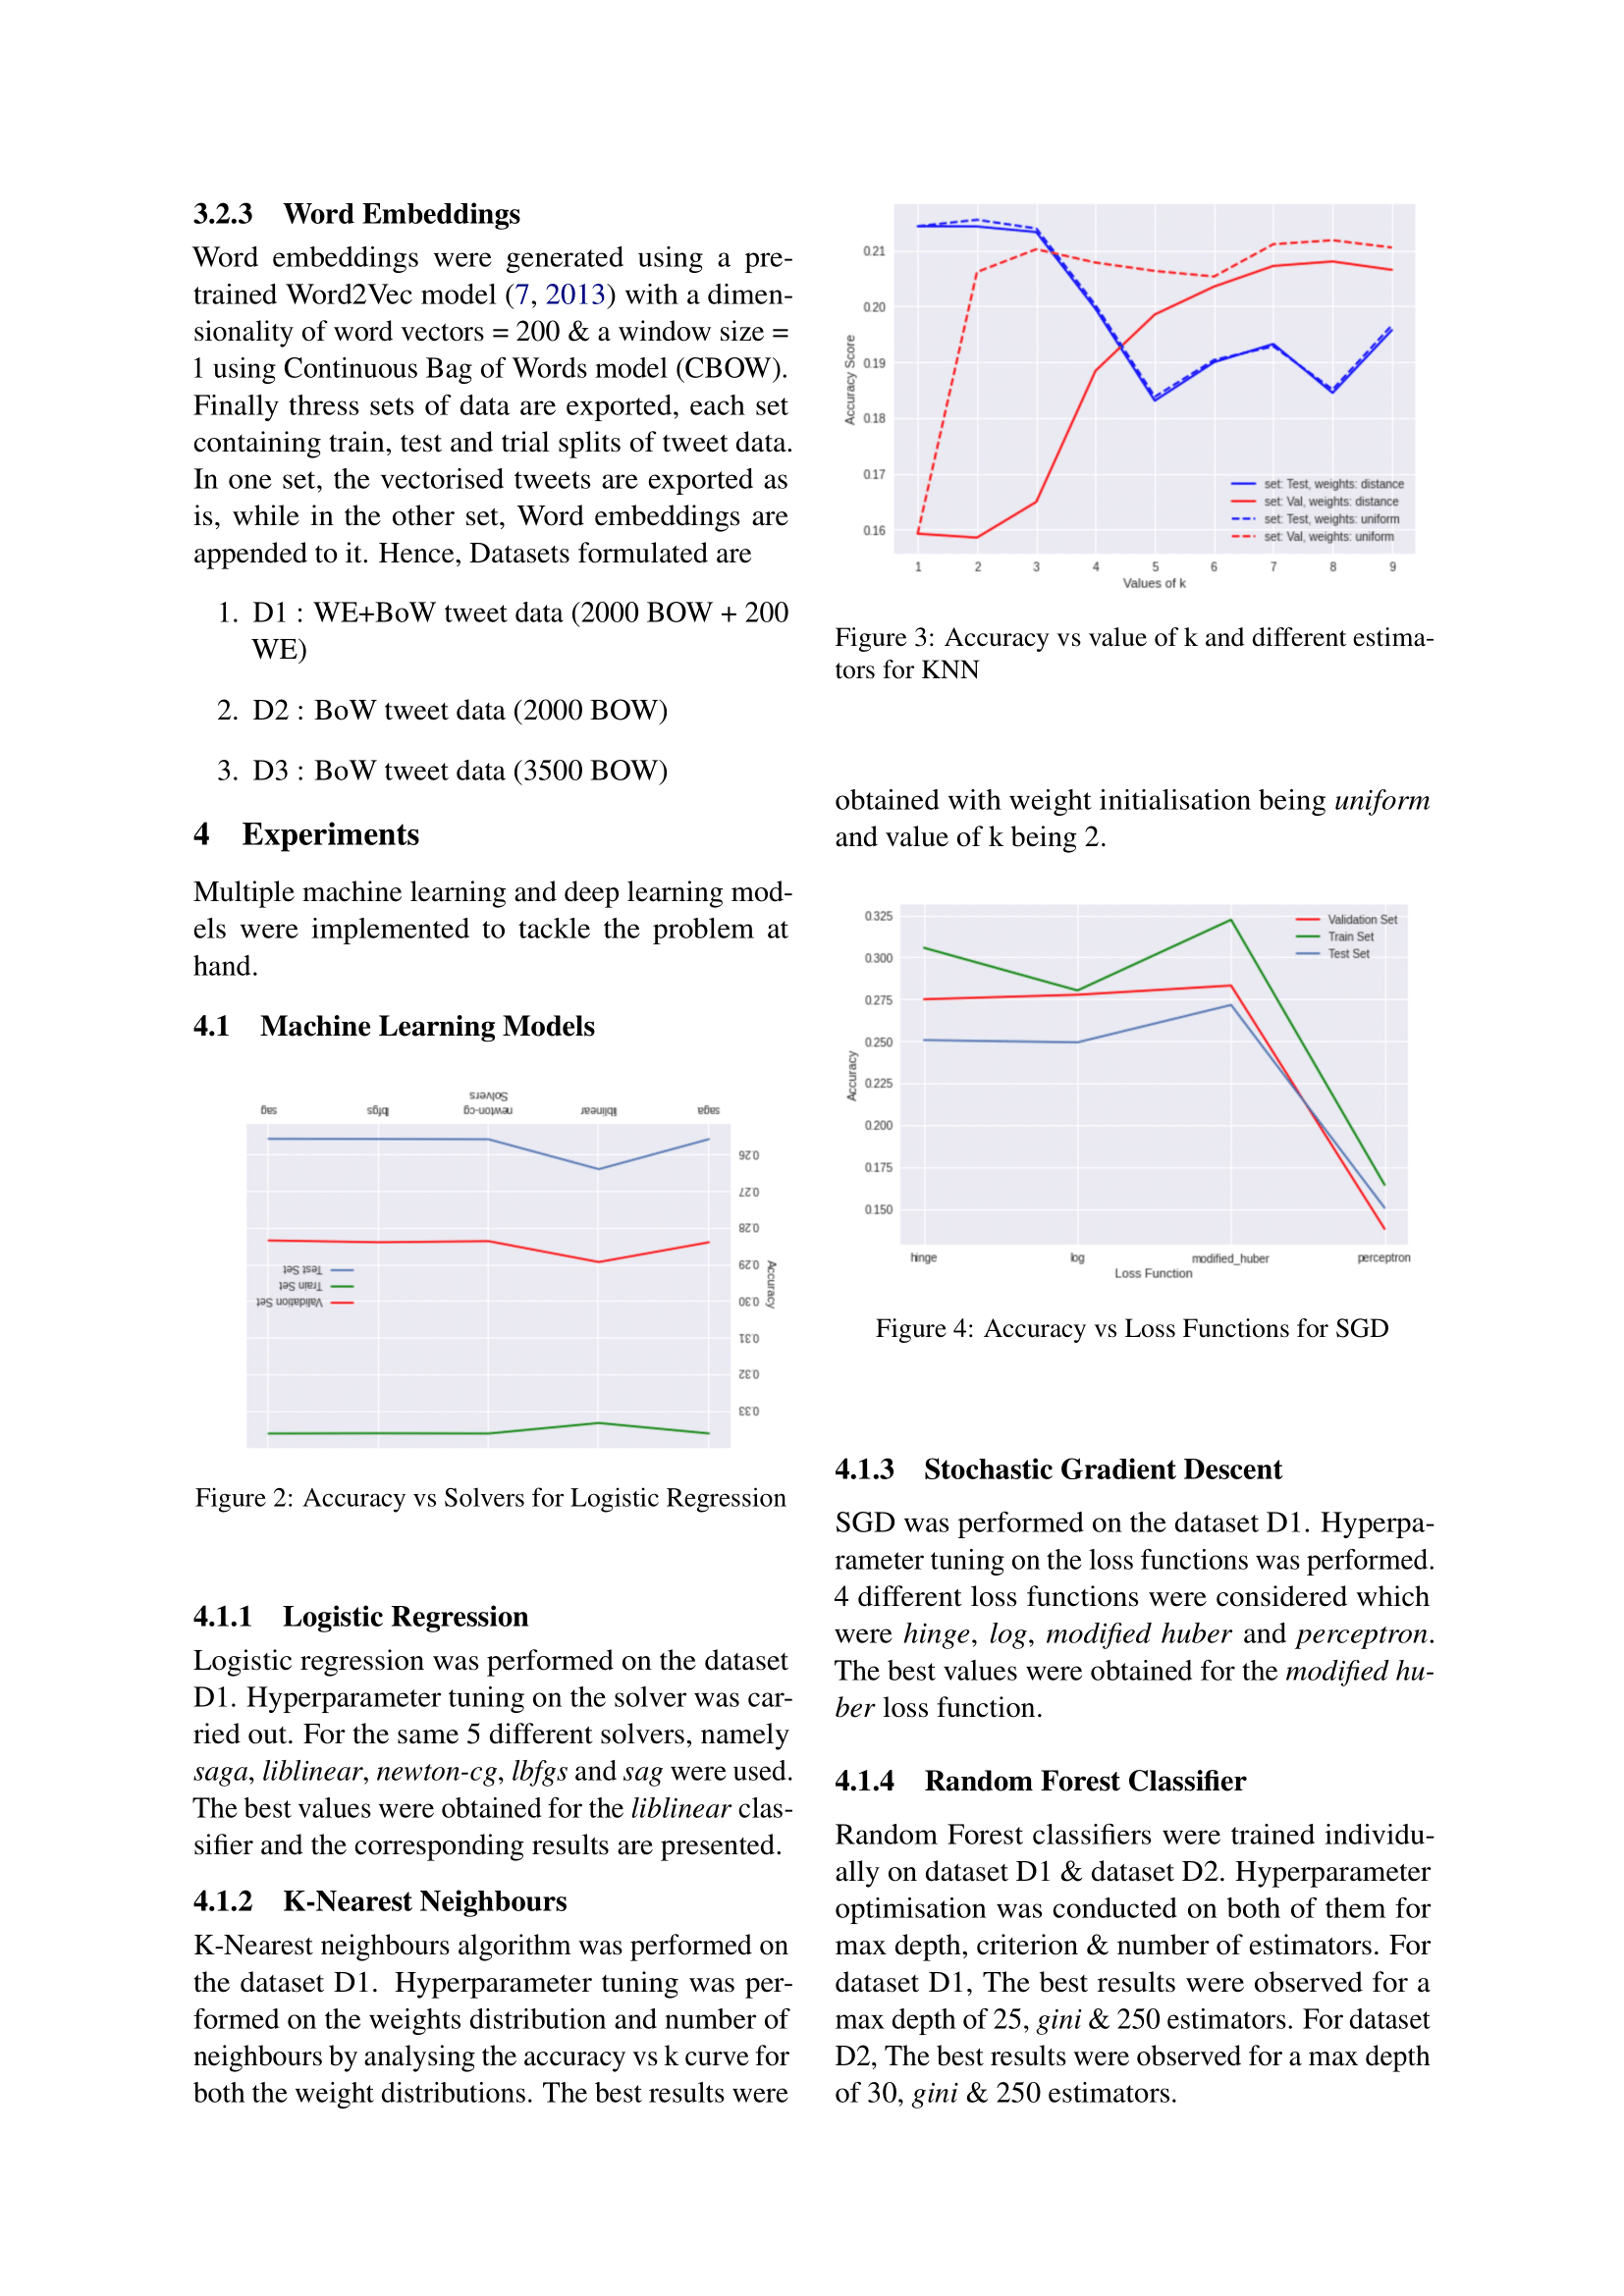 3.2.3 Word Embeddings
Word embeddings were generated using a pre-
trained Word2Vec model (7, 2013) with a dimen-
sionality of word vectors = 200 & a window size =
1 using Continuous Bag of Words model (CBOW).
Finally thress sets of data are exported, each set
containing train, test and trial splits of tweet data.
In one set, the vectorised tweets are exported as
is, while in the other set, Word embeddings are
appended to it. Hence, Datasets formulated are
1. D1 : WE+BoW tweet data (2000 BOW + 200
WE)
2. D2 : BoW tweet data (2000 BOW)
3. D3 : BoW tweet data (3500 BOW)
4 Experiments
Multiple machine learning and deep learning mod-
els were implemented to tackle the problem at
hand.
4.1 Machine Learning Models
Solvers
sag lbfgs newton-cg liblinear saga
0.26
0.27
0.28
0.29
0.30
0.31
0.32
0.33
Accuracy
Test Set
Train Set
Validation Set
Figure 2: Accuracy vs Solvers for Logistic Regression
4.1.1 Logistic Regression
Logistic regression was performed on the dataset
D1. Hyperparameter tuning on the solver was car-
ried out. For the same 5 different solvers, namely
saga, liblinear, newton-cg, lbfgs and sag were used.
The best values were obtained for the liblinear clas-
sifier and the corresponding results are presented.
4.1.2 K-Nearest Neighbours
K-Nearest neighbours algorithm was performed on
the dataset D1. Hyperparameter tuning was per-
formed on the weights distribution and number of
neighbours by analysing the accuracy vs k curve for
both the weight distributions. The best results were
0.21
0.20
0.19
0.18
0.17
0.16
Accuracy Score
set: Test, weights: distance
set: Val, weights: distance
set: Test, weights: uniform
set: Val, weights: uniform
1 2 3 4 5 6 7 8 9
Values of k
Figure 3: Accuracy vs value of k and different estima-
tors for KNN
obtained with weight initialisation being uniform
and value of k being 2.
0.325
0.300
0.275
0.250
0.225
0.200
0.175
0.150
Accuracy
Validation Set
Train Set
Test Set
hinge log modified_huber perceptron
Loss Function
Figure 4: Accuracy vs Loss Functions for SGD
4.1.3 Stochastic Gradient Descent
SGD was performed on the dataset D1. Hyperpa-
rameter tuning on the loss functions was performed.
4 different loss functions were considered which
were hinge, log, modified huber and perceptron.
The best values were obtained for the modified hu-
ber loss function.
4.1.4 Random Forest Classifier
Random Forest classifiers were trained individu-
ally on dataset D1 & dataset D2. Hyperparameter
optimisation was conducted on both of them for
max depth, criterion & number of estimators. For
dataset D1, The best results were observed for a
max depth of 25, gini & 250 estimators. For dataset
D2, The best results were observed for a max depth
of 30, gini & 250 estimators.